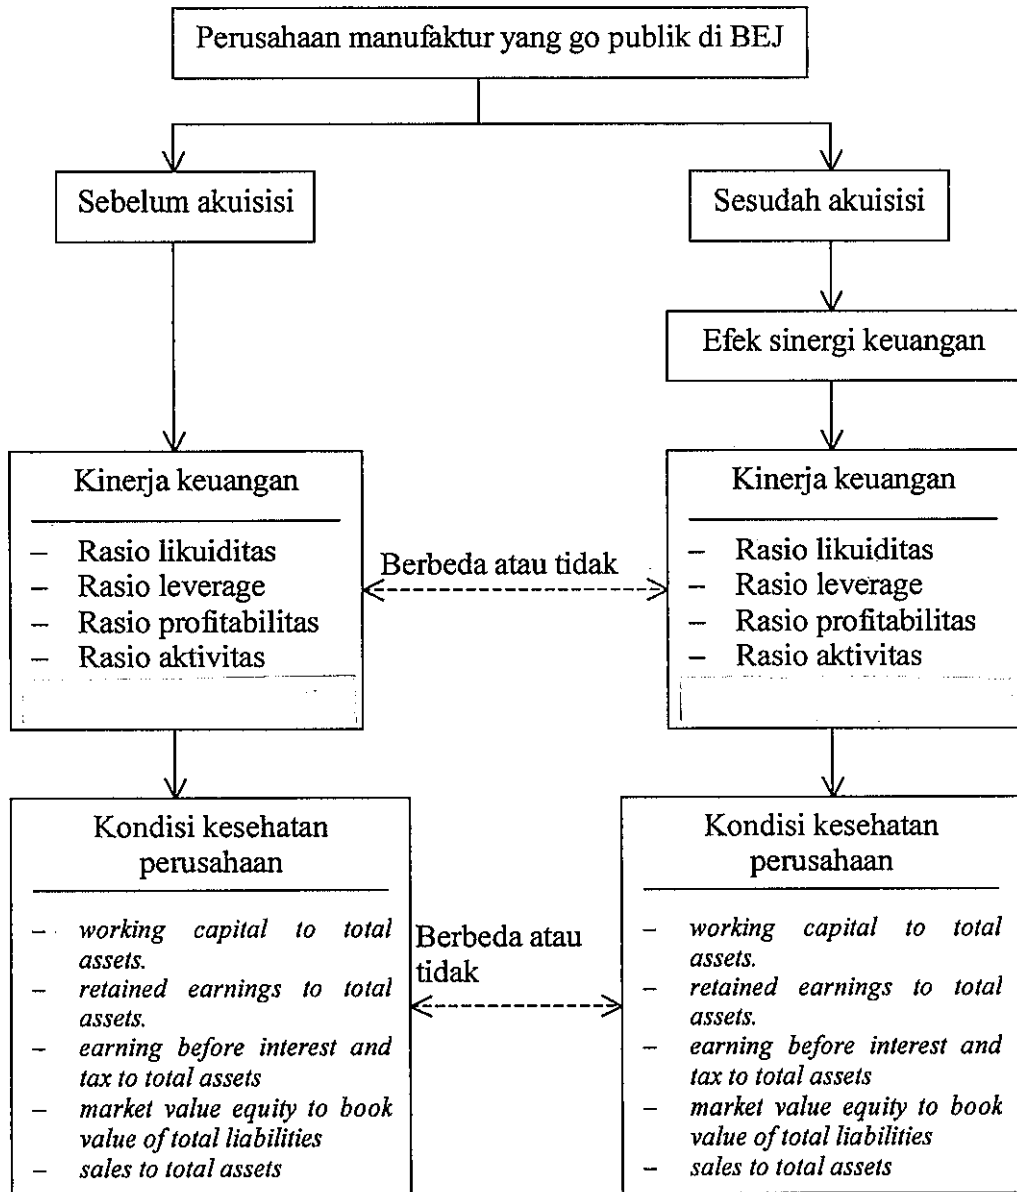 Perusahaan manufaktur yang go publik di BEJ
Sebelum akuisisi
Sesudah akuisisi
Efek sinergi keuangan
Kinerja keuangan
– Rasio likuiditas
– Rasio leverage
– Rasio profitabilitas
– Rasio aktivitas
Berbeda atau tidak
Kinerja keuangan
– Rasio likuiditas
– Rasio leverage
– Rasio profitabilitas
– Rasio aktivitas
Kondisi kesehatan
perusahaan
– working capital to total
assets.
– retained earnings to total
assets.
– earning before interest and
tax to total assets
– market value equity to book
value of total liabilities
– sales to total assets
Berbeda atau
tidak
Kondisi kesehatan
perusahaan
– working capital to total
assets.
– retained earnings to total
assets.
– earning before interest and
tax to total assets
– market value equity to book
value of total liabilities
– sales to total assets